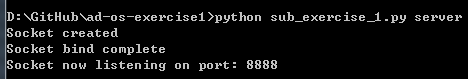 D:\GitHub\ad-os-exercise1>python sub_exercise_1.py server
Socket created
Socket bind complete
Socket now listening on port: 8888